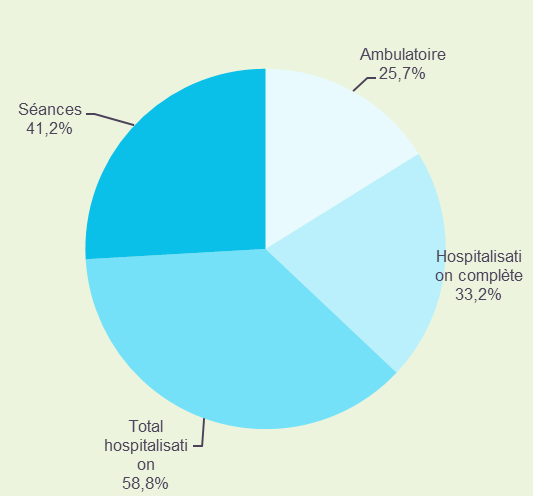 Ambulatoire
25,7%
Séances
41,2%
Hospitalisati
on complète
33,2%
Total
hospitalisati
on
58,8%